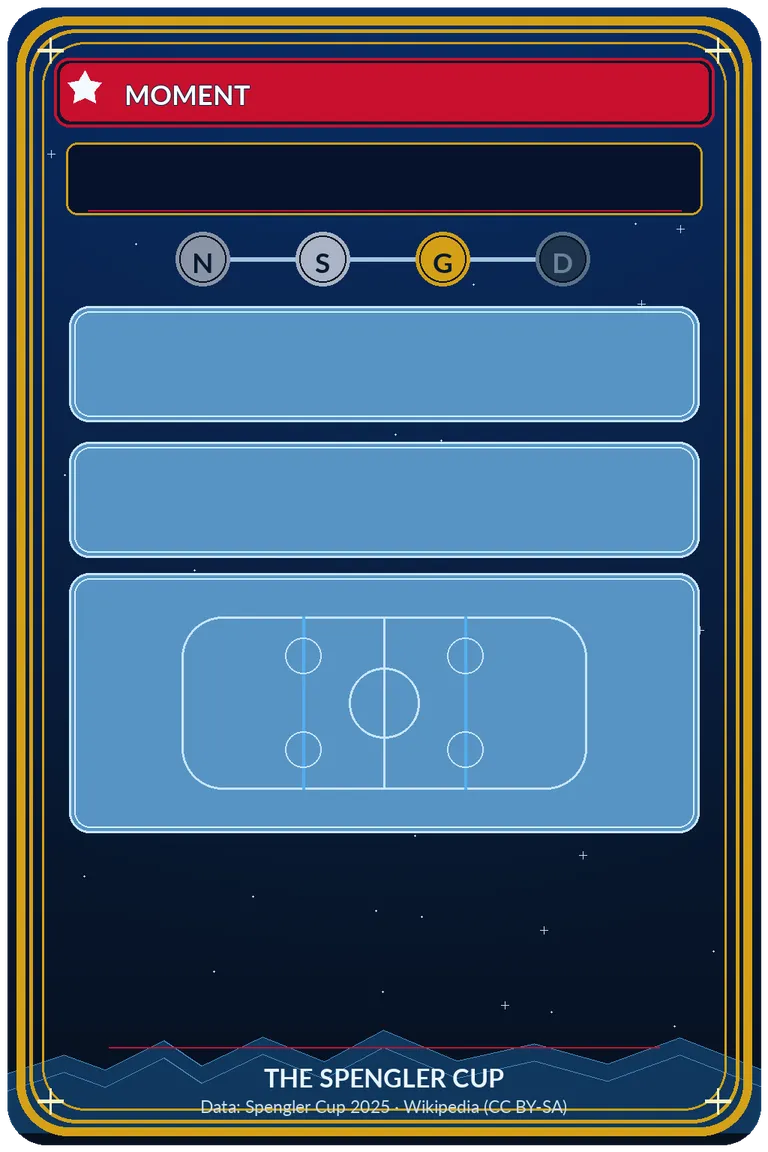 MOMENT
N S G D
THE SPENGLER CUP
Data: Spengler Cup 2025 · Wikipedia (CC BY-SA)